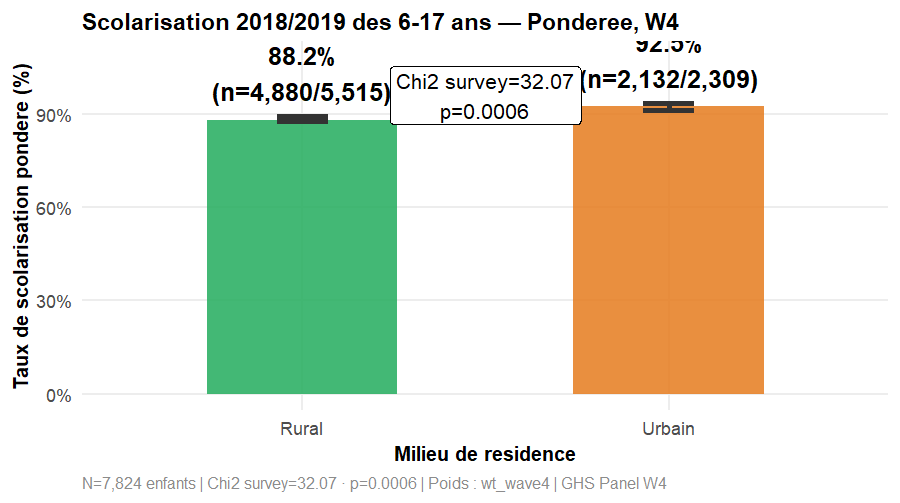 Scolarisation 2018/2019 des 6-17 ans — Ponderee, W4
88.2%
(n=4,880/5,515)
Chi2 survey=32.07
p=0.0006
92.5%
(n=2,132/2,309)
Taux de scolarisation pondere (%)
90%
60%
30%
0%
Rural
Urbain
Milieu de residence
N=7,824 enfants | Chi2 survey=32.07 · p=0.0006 | Poids : wt_wave4 | GHS Panel W4